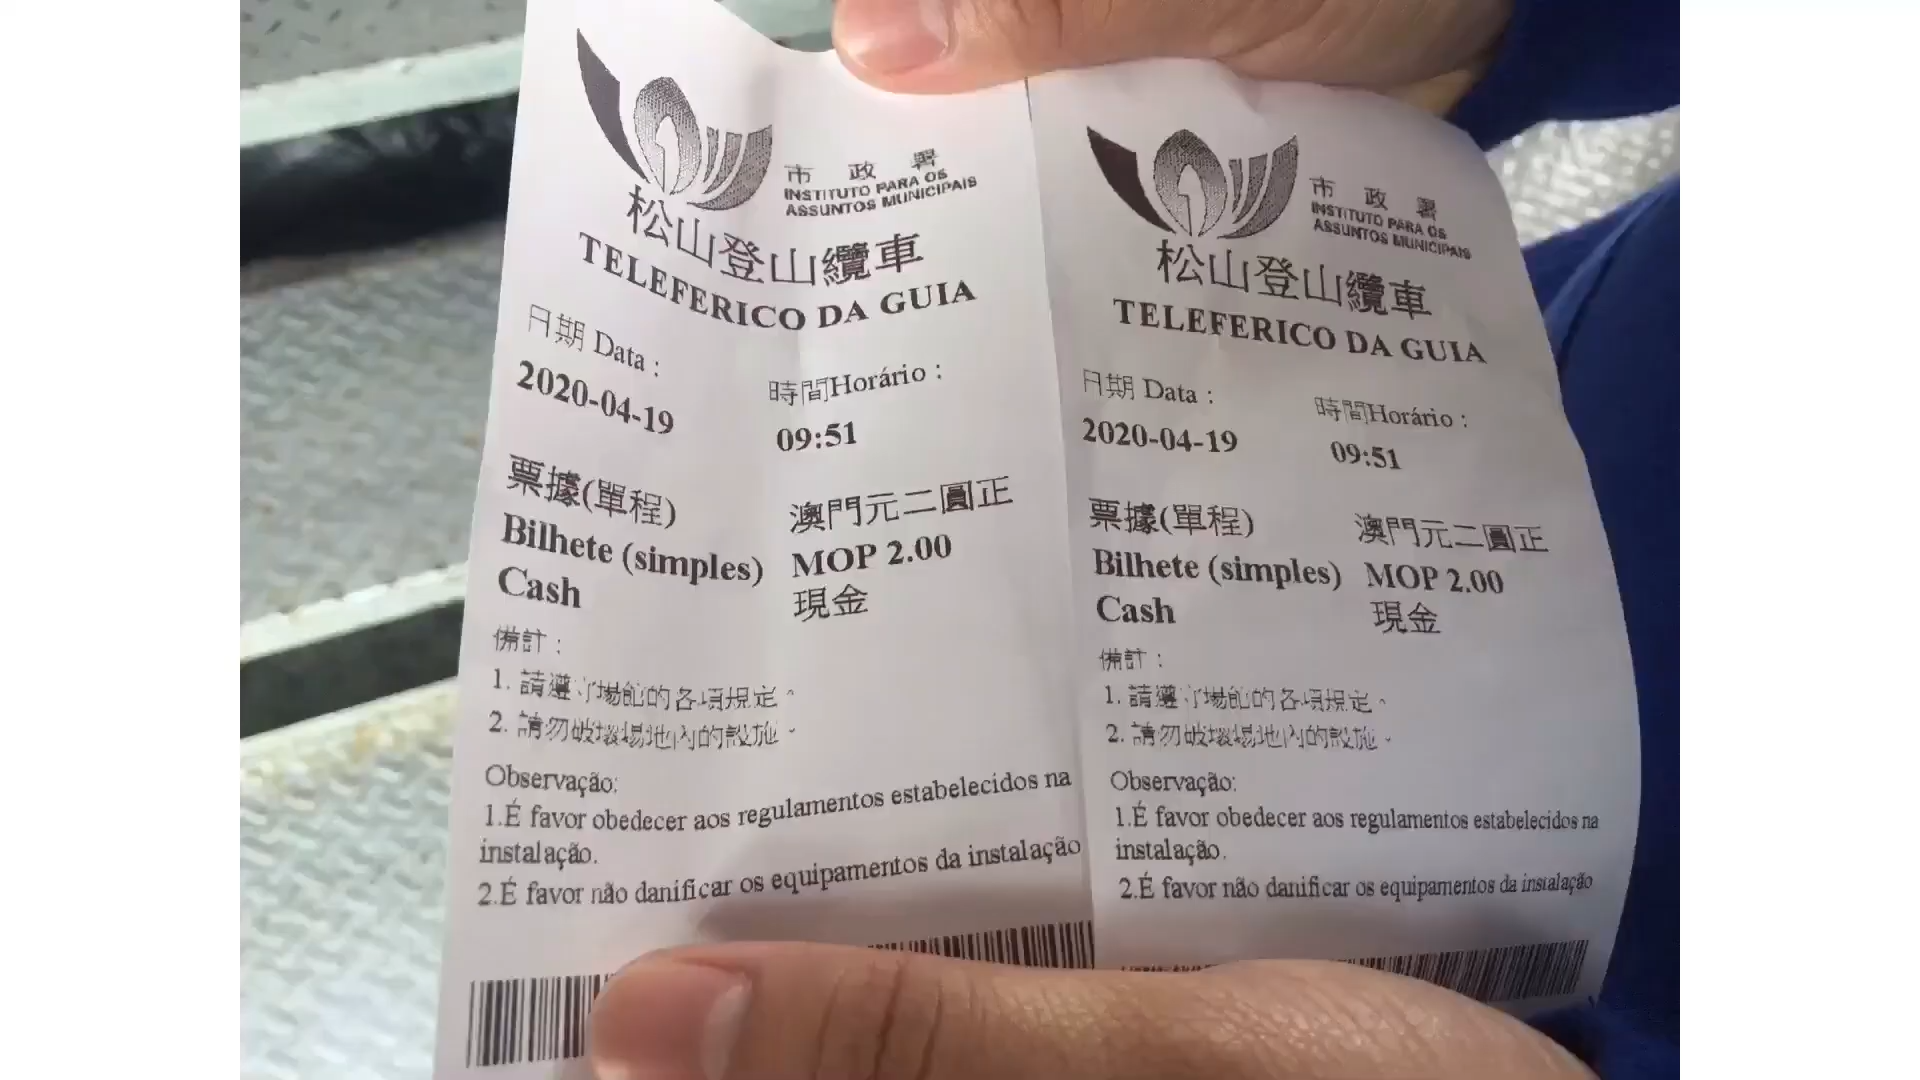 市 政 署
INSTITUTO PARA OS
ASSUNTOS MUNICIPAIS
松山登山纜車
TELEFERICO DA GUIA
日期 Data :
時間Horário :
2020-04-19
09:51
票據(單程)
澳門元二圓正
Bilhete (simples)
MOP 2.00
Cash
現金
備註 :
1. 請遵守場館的各項規定。
2. 請勿破壞場地內的設施。
Observação:
1.É favor obedecer aos regulamentos estabelecidos na
instalação.
2.É favor não danificar os equipamentos da instalação
市 政 署
INSTITUTO PARA OS
ASSUNTOS MUNICIPAIS
松山登山纜車
TELEFERICO DA GUIA
日期 Data :
時間Horário :
2020-04-19
09:51
票據(單程)
澳門元二圓正
Bilhete (simples)
MOP 2.00
Cash
現金
備註 :
1. 請遵守場館的各項規定。
2. 請勿破壞場地內的設施。
Observação:
1.É favor obedecer aos regulamentos estabelecidos na
instalação.
2.É favor não danificar os equipamentos da instalação